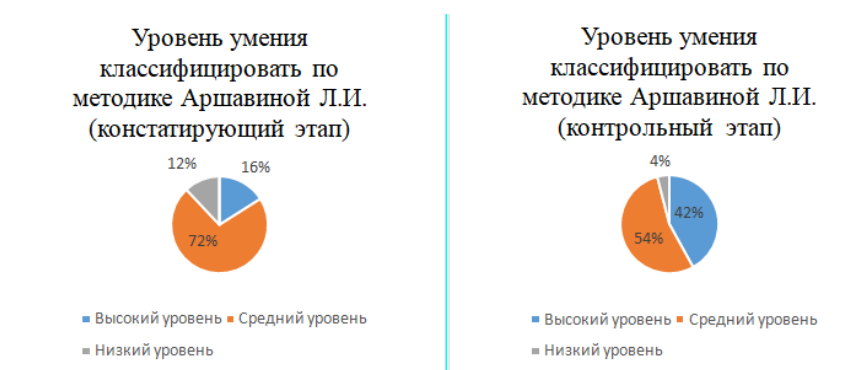 Уровень умения
классифицировать по
методике Аршавиной Л.И.
(констатирующий этап)
12%
16%
72%
Высокий уровень
Средний уровень
Низкий уровень
Уровень умения
классифицировать по
методике Аршавиной Л.И.
(контрольный этап)
4%
42%
54%
Высокий уровень
Средний уровень
Низкий уровень